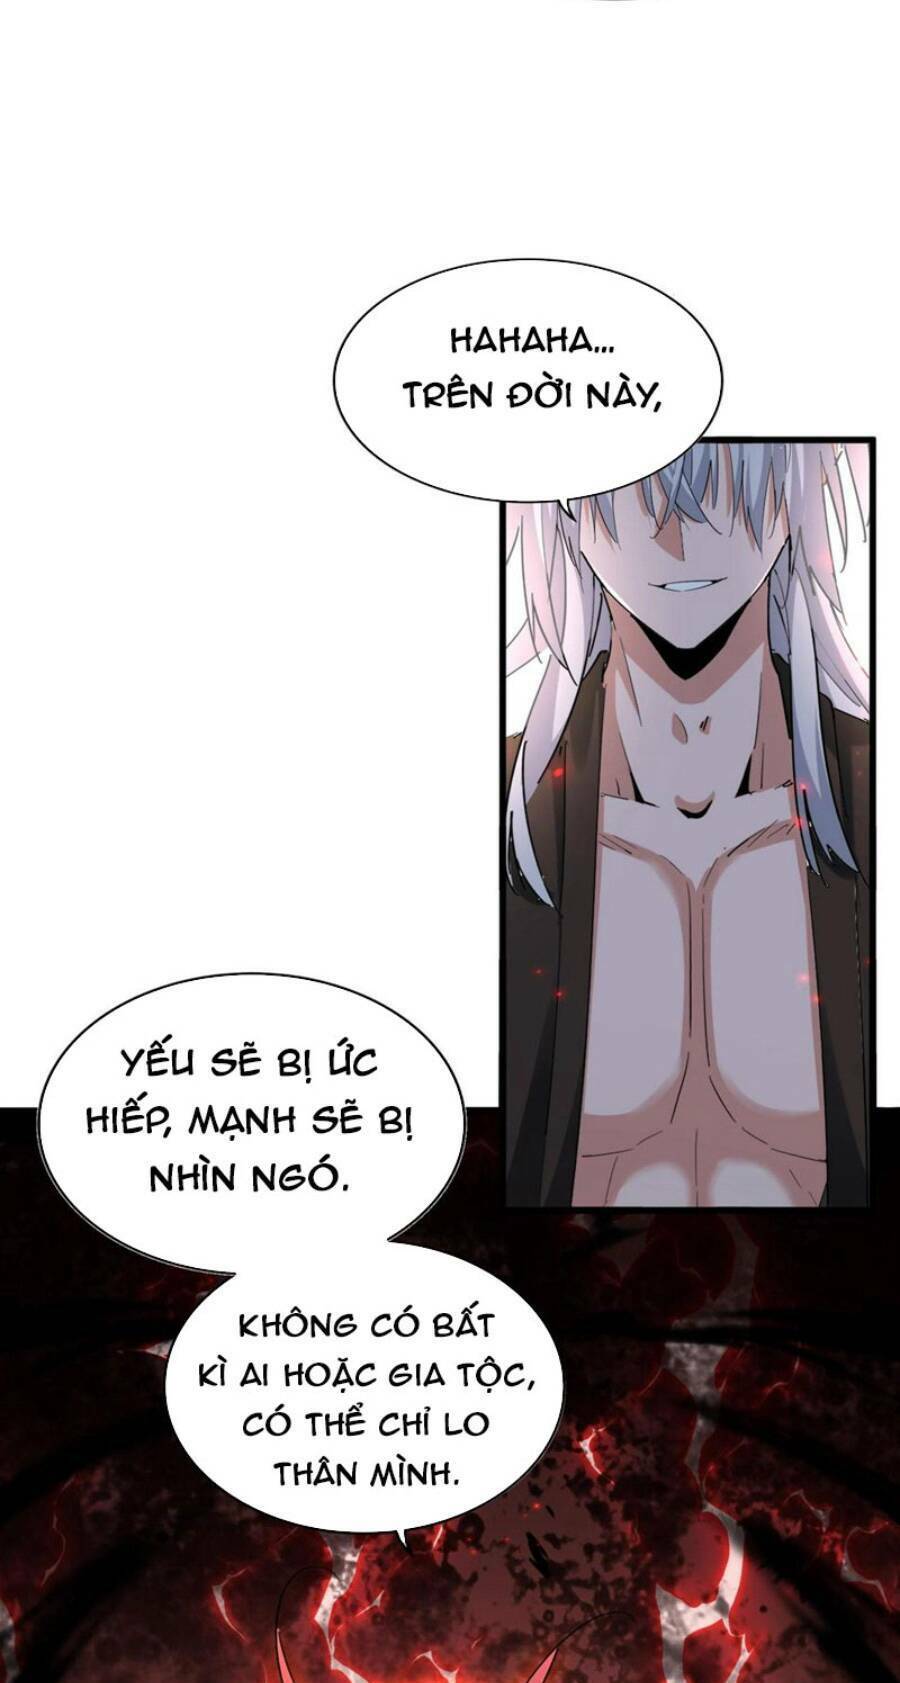 HAHAHA...
TRÊN ĐỜI NÀY,
YẾU SẼ BỊ ỨC
HIẾP, MẠNH SẼ BỊ
NHÌN NGÓ.
KHÔNG CÓ BẤT
KÌ AI HOẶC GIA TỘC,
CÓ THỂ CHỈ LO
THÂN MÌNH.